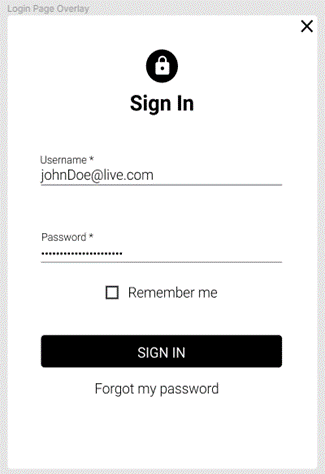 Login Page Overlay
Sign In
Username *
johnDoe@live.com
Password *
Remember me
SIGN IN
Forgot my password